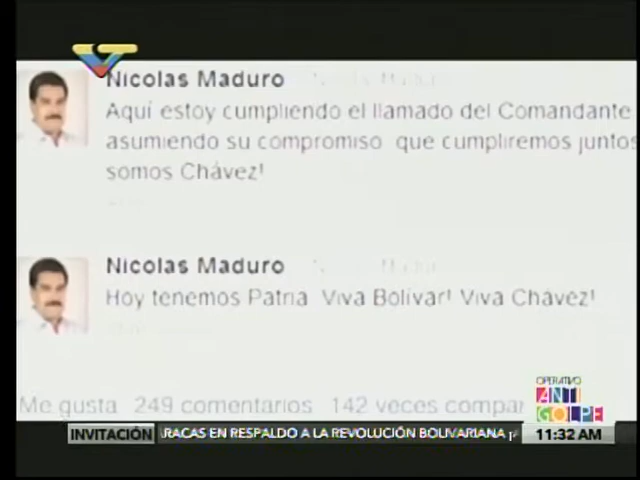 Nicolas Maduro
Aquí estoy cumpliendo el llamado del Comandante
asumiendo su compromiso que cumpliremos juntos
somos Chávez!
Nicolas Maduro
Hoy tenemos Patria Viva Bolívar! Viva Chávez!
Me gusta 249 comentarios 142 veces compar
OPERATIVO
ANTI
GOLPE
INVITACIÓN RACAS EN RESPALDO A LA REVOLUCIÓN BOLIVARIANA 11:32 AM